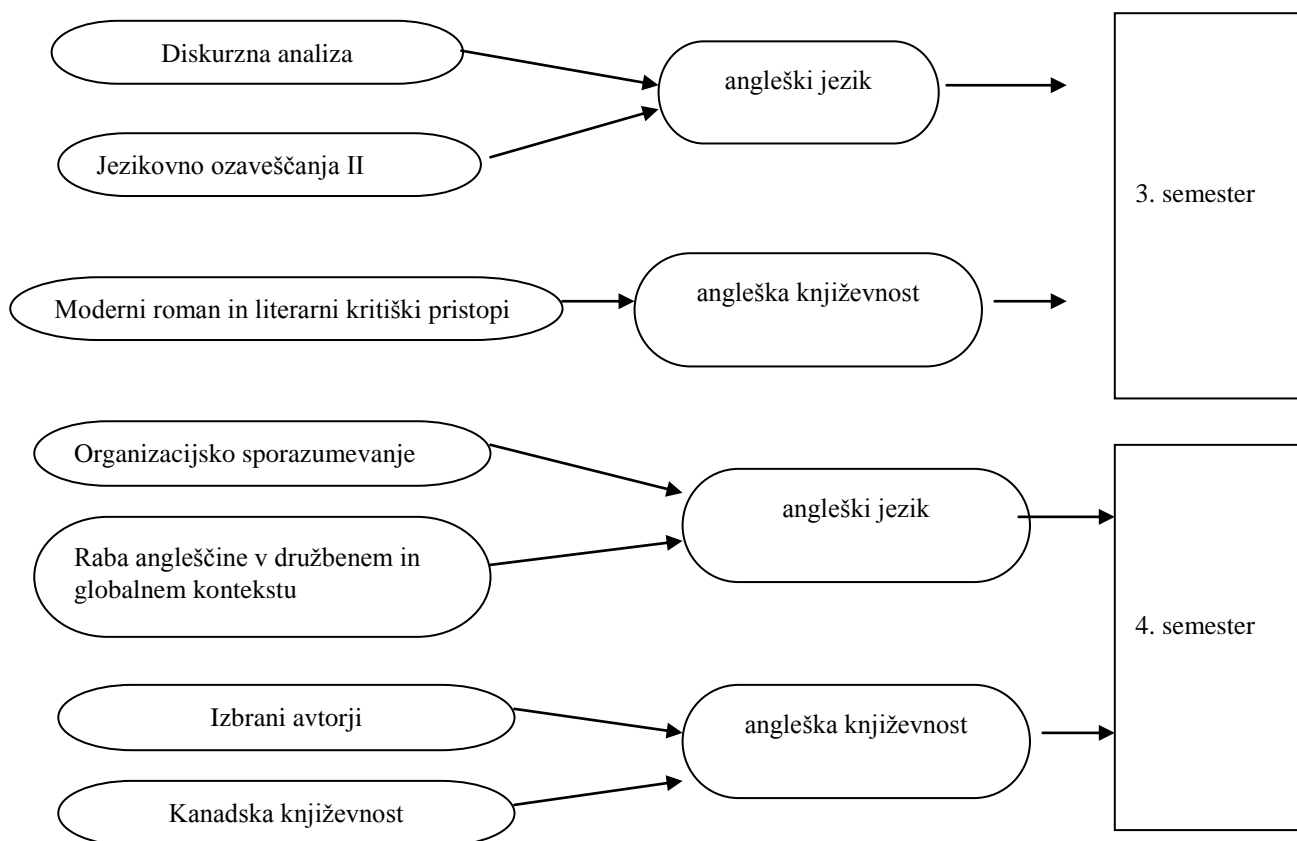 Diskurzna analiza
angleški jezik
Jezikovno ozaveščanja II
3. semester
Moderni roman in literarni kritiški pristopi
angleška književnost
Organizacijsko sporazumevanje
angleški jezik
Raba angleščine v družbenem in
globalnem kontekstu
4. semester
Izbrani avtorji
angleška književnost
Kanadska književnost